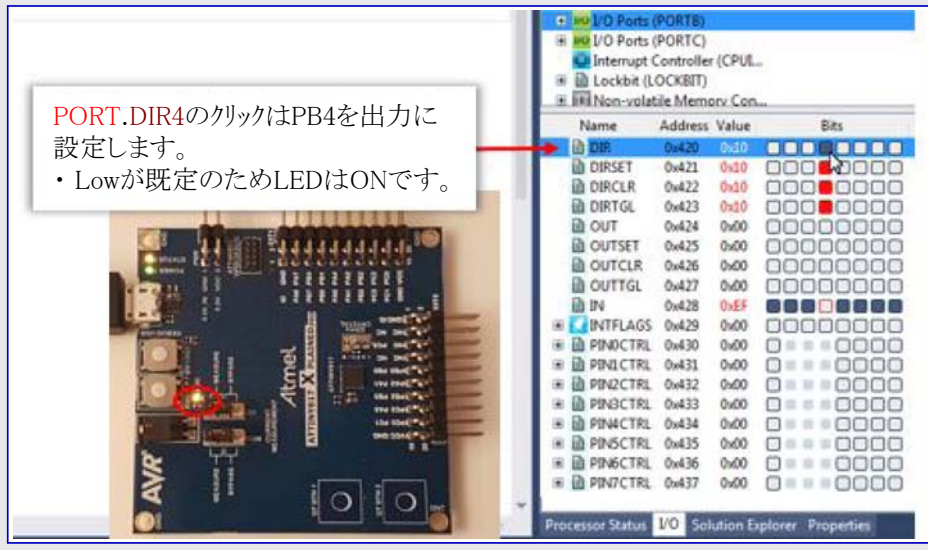 I/O Ports (PORTB)
I/O Ports (PORTC)
Interrupt Controller (CPUI...
Lockbit (LOCKBIT)
Non-volatile Memory Con...
PORT.DIR4のクリックはPB4を出力に
設定します。
・ Lowが既定のためLEDはONです。
Name Address Value Bits
DIR 0x420 0x10
DIRSET 0x421 0x10
DIRCLR 0x422 0x10
DIRTGL 0x423 0x10
OUT 0x424 0x00
OUTSET 0x425 0x00
OUTCLR 0x426 0x00
OUTTGL 0x427 0x00
IN 0x428 0xEF
INTFLAGS 0x429 0x00
PIN0CTRL 0x430 0x00
PIN1CTRL 0x431 0x00
PIN2CTRL 0x432 0x00
PIN3CTRL 0x433 0x00
PIN4CTRL 0x434 0x00
PIN5CTRL 0x435 0x00
PIN6CTRL 0x436 0x00
PIN7CTRL 0x437 0x00
Processor Status I/O Solution Explorer Properties
Atmel
ATTINY817 XPLAINED
AVR